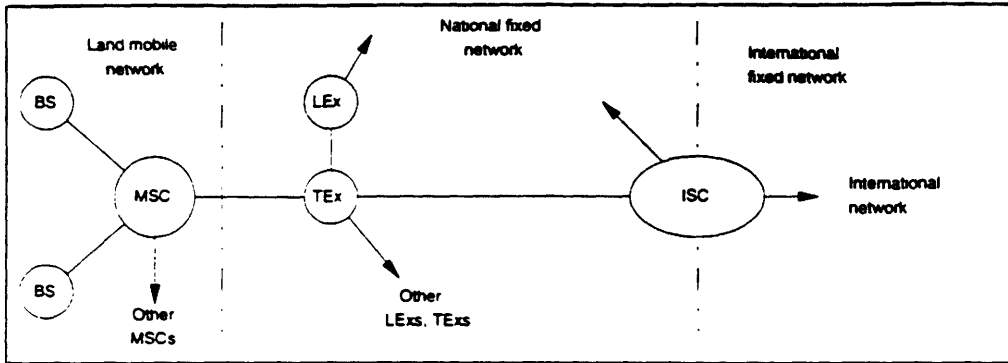 Land mobile
network
National fixed
network
International
fixed network
BS
LEx
MSC
TEx
ISC
International
network
BS
Other
MSCs
Other
LExs, TExs